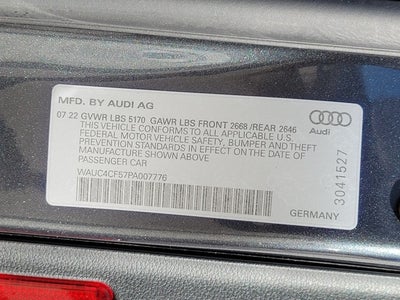 MFD. BY AUDI AG
07 22 GVWR LBS 5170 GAWR LBS FRONT 2668 /REAR 2646
THIS VEHICLE CONFORMS TO ALL APPLICABLE U.S.
FEDERAL MOTOR VEHICLE SAFETY, BUMPER AND THEFT
PREVENTION STANDARDS IN EFFECT ON THE DATE OF
MANUFACTURE SHOWN ABOVE.
PASSENGER CAR
WAUC4CF57PA007776
Audi
3041527
GERMANY